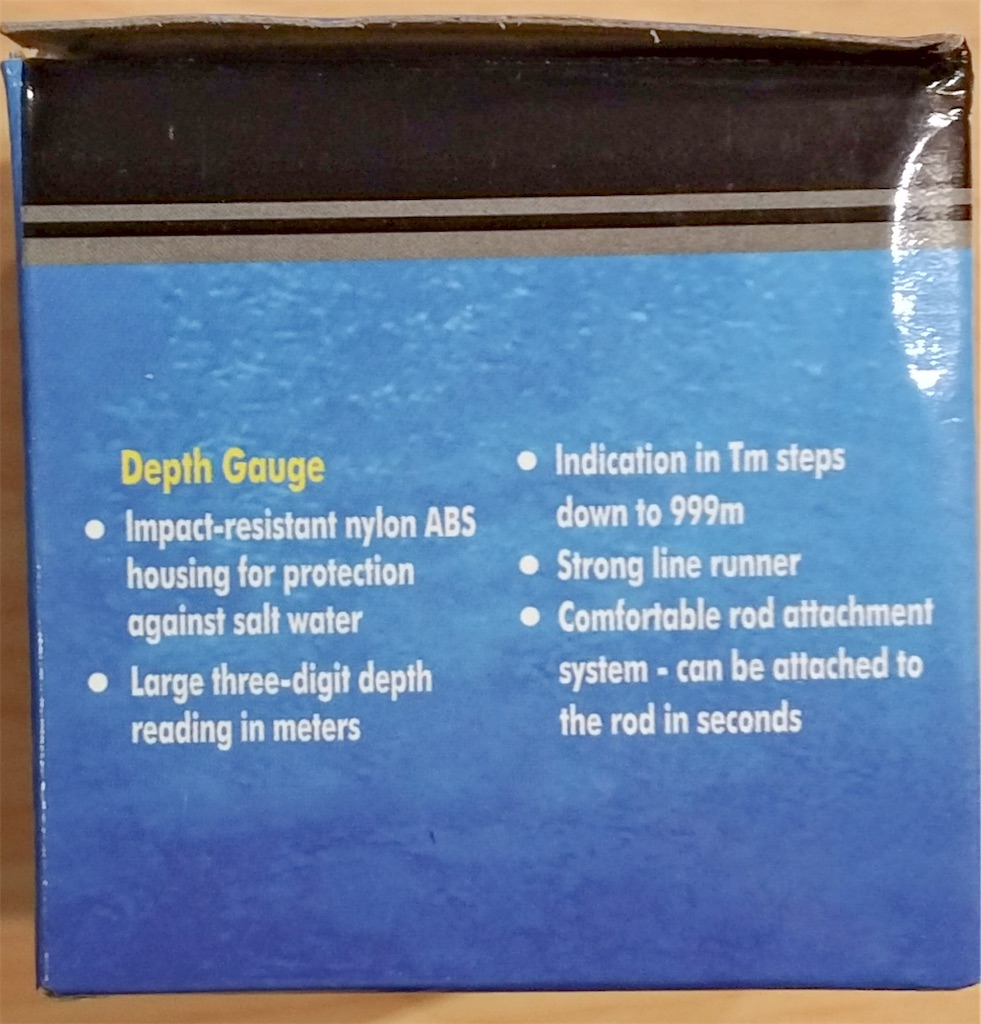 Depth Gauge
• Impact-resistant nylon ABS
housing for protection
against salt water
• Large three-digit depth
reading in meters
• Indication in Tm steps
down to 999m
• Strong line runner
• Comfortable rod attachment
system - can be attached to
the rod in seconds